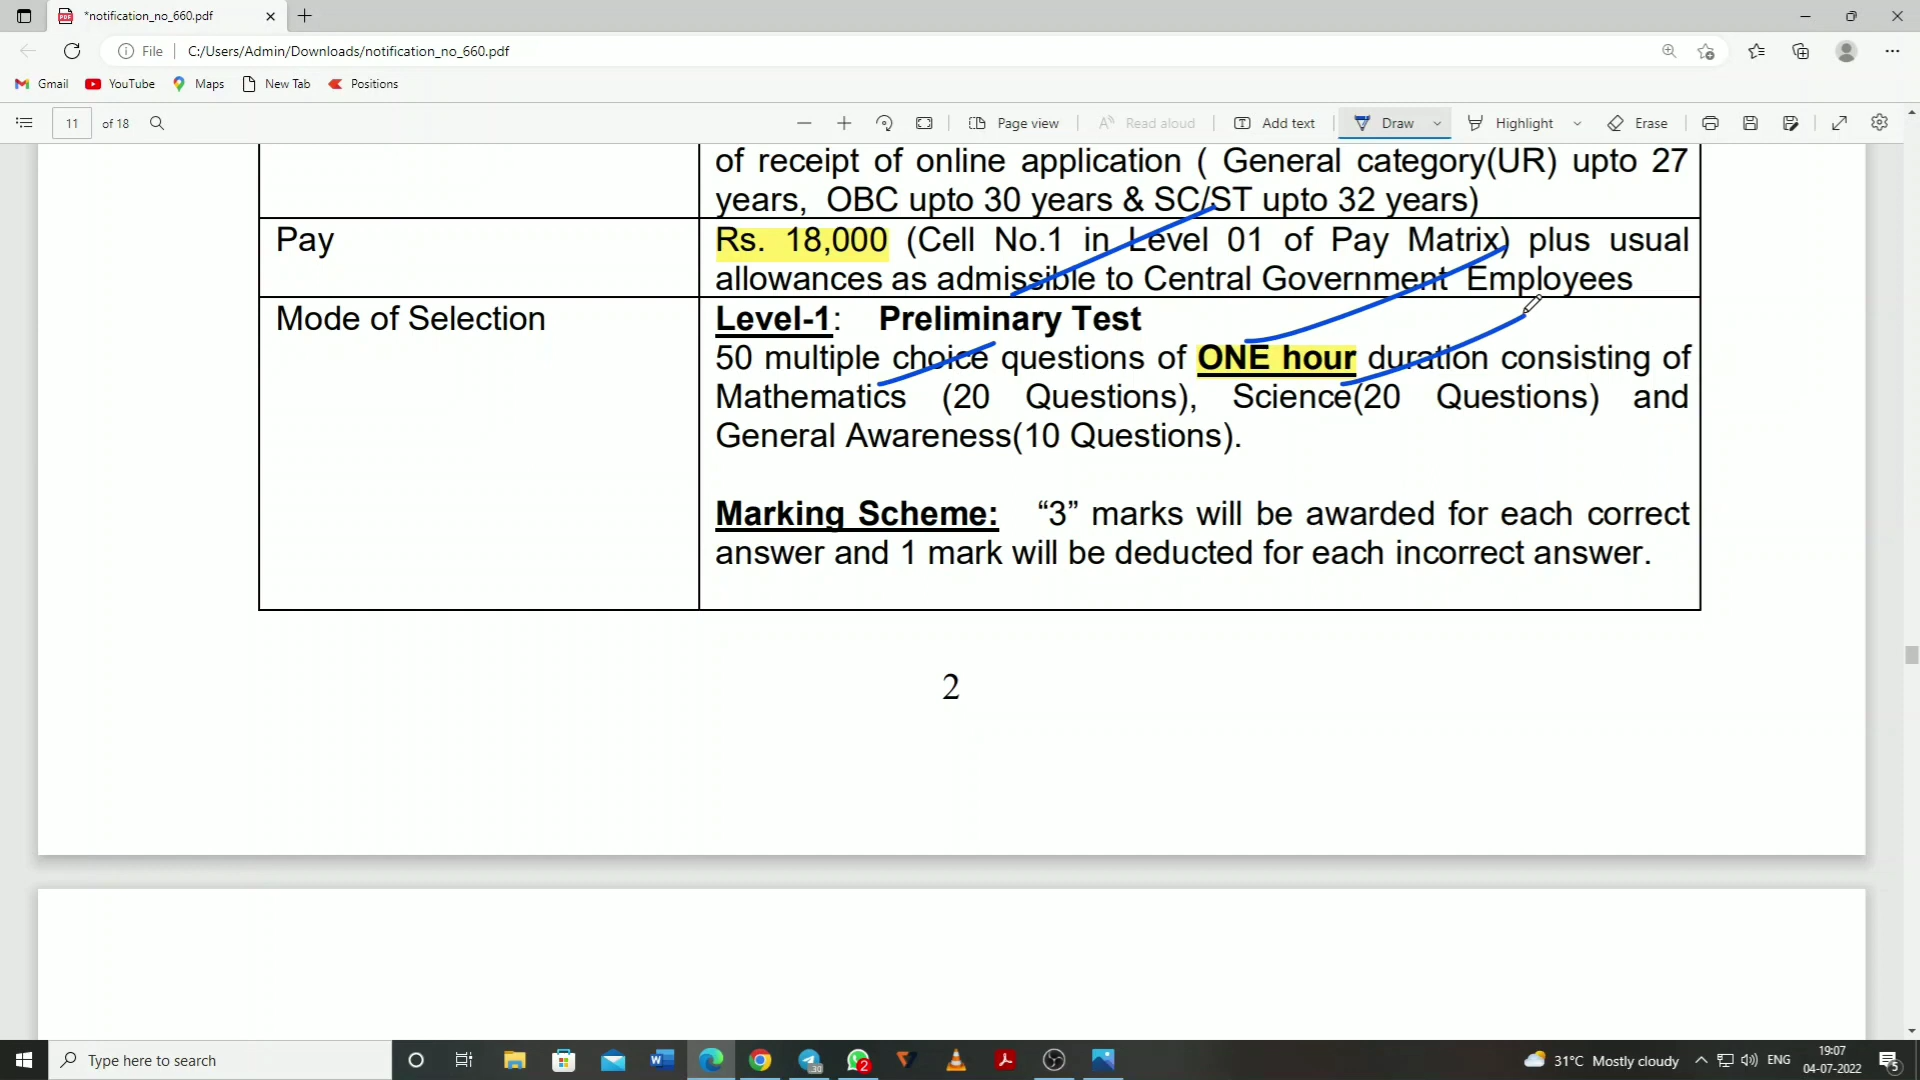 *notification_no_660.pdf
File C:/Users/Admin/Downloads/notification_no_660.pdf
Gmail YouTube Maps New Tab Positions
11 of 18 Page view Read aloud Add text Draw Highlight Erase
of receipt of online application ( General category(UR) upto 27
years, OBC upto 30 years & SC/ST upto 32 years)
Pay
Rs. 18,000 (Cell No.1 in Level 01 of Pay Matrix) plus usual
allowances as admissible to Central Government Employees
Mode of Selection
Level-1: Preliminary Test
50 multiple choice questions of ONE hour duration consisting of
Mathematics (20 Questions), Science(20 Questions) and
General Awareness(10 Questions).
Marking Scheme: “3” marks will be awarded for each correct
answer and 1 mark will be deducted for each incorrect answer.
2
Type here to search
30
2
31°C Mostly cloudy
ENG
19:07
04-07-2022
5